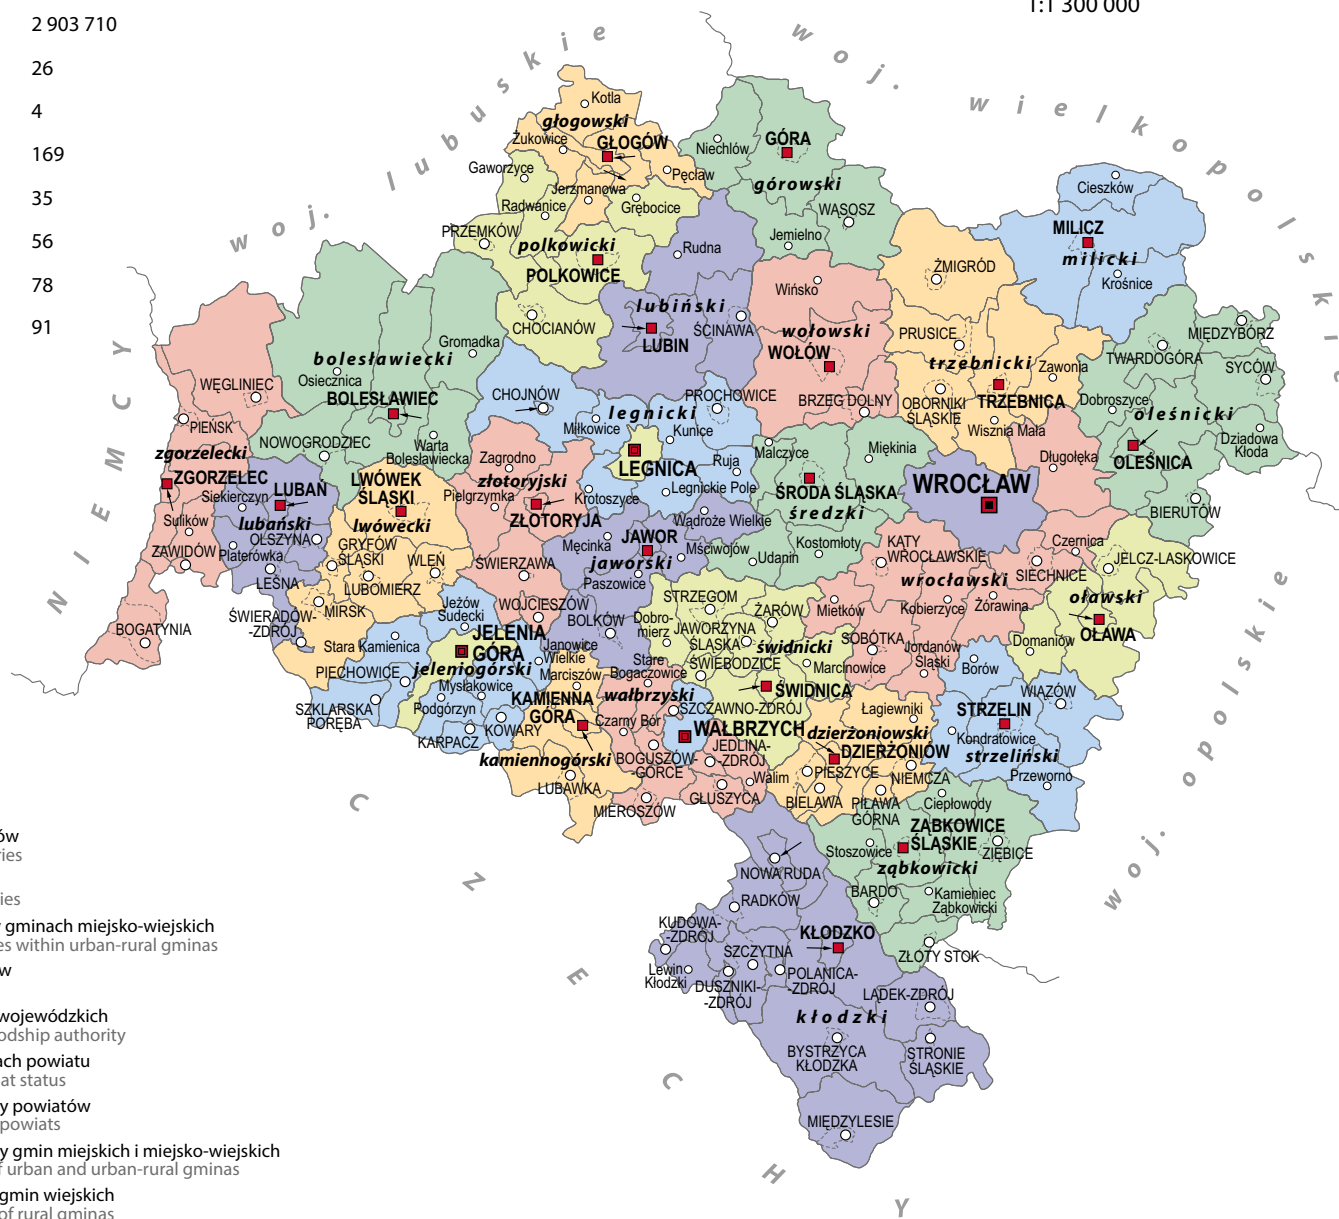 2 903 710
1:1 300 000
26
4
169
35
56
78
91
woj. lubuskie
woj. wielkopolskie
NIEMCY
CZECHY
woj. opolskie
Kotla
głogowski
Żukowice
GŁOGÓW
Gaworzyce
Jerzmanowa
Pęcław
Radwanice
Grębocice
PRZEMKÓW
polkowicki
POLKOWICE
CHOCIANÓW
Niechlów
GÓRA
górowski
WĄSOSZ
Jemielno
Rudna
lubiński
ŚCINAWA
LUBIN
Cieszków
MILICZ
milicki
Krośnice
ŻMIGRÓD
PRUSICE
trzebnicki
Zawonia
OBORNIKI
ŚLĄSKIE
TRZEBNICA
Wisznia Mała
Wińsko
wołowski
WOŁÓW
BRZEG DOLNY
MIĘDZYBÓRZ
TWARDOGÓRA
SYCÓW
Dobroszyce
oleśnicki
OLEŚNICA
Dziadowa
Kłoda
BIERUTÓW
Gromadka
bolesławiecki
Osiecznica
BOLESŁAWIEC
NOWOGRODZIEC
Warta
Bolesławiecka
WĘGLINIEC
PIEŃSK
zgorzelecki
ZGORZELEC
Sulików
ZAWIDÓW
BOGATYNIA
Siekierczyn
LUBAŃ
lubański
OLSZYNA
Platerówka
LEŚNA
ŚWIERADÓW-
-ZDRÓJ
LWÓWEK
ŚLĄSKI
lwówecki
GRYFÓW
ŚLĄSKI
WLEŃ
LUBOMIERZ
MIRSK
CHOJNÓW
legnicki
PROCHOWICE
Miłkowice
Kunice
LEGNICA
Ruja
Legnickie Pole
Krotoszyce
Zagrodno
złotoryjski
Pielgrzymka
ZŁOTORYJA
ŚWIERZAWA
WOJCIESZÓW
Wądroże Wielkie
JAWOR
Męcinka
Mściwojów
jaworski
Paszowice
BOLKÓW
Malczyce
Miękinia
ŚRODA ŚLĄSKA
średzki
Kostomłoty
Udanin
WROCŁAW
Długołęka
KĄTY
WROCŁAWSKIE
Czernica
SIECHNICE
wrocławski
Mietków
Kobierzyce
Żórawina
SOBÓTKA
Jordanów
Śląski
JELCZ-LASKOWICE
oławski
OŁAWA
Domaniów
Jeżów
Sudecki
JELENIA
GÓRA
Stara Kamienica
Janowice
Wielkie
PIECHOWICE
jeleniogórski
Mysłakowice
SZKLARSKA
PORĘBA
Podgórzyn
KARPACZ
KOWARY
Marciszów
KAMIENNA
GÓRA
kamiennogórski
LUBAWKA
STRZEGOM
ŻARÓW
Dobro-
mierz
JAWORZYNA
ŚLĄSKA
świdnicki
ŚWIEBODZICE
Marcinowice
ŚWIDNICA
Stare
Bogaczowice
wałbrzyski
SZCZAWNO-ZDRÓJ
Czarny Bór
WAŁBRZYCH
BOGUSZÓW-
-GORCE
JEDLINA-
-ZDRÓJ
Walim
GŁUSZYCA
MIEROSZÓW
Łagiewniki
dzierżoniowski
DZIERŻONIÓW
PIESZYCE
NIEMCZA
BIELAWA
PIŁAWA
GÓRNA
Borów
WIĄZÓW
STRZELIN
Kondratowice
strzeliński
Przeworno
Ciepłowody
ZĄBKOWICE
ŚLĄSKIE
Stoszowice
ZIĘBICE
ząbkowicki
BARDO
Kamieniec
Ząbkowicki
ZŁOTY STOK
NOWA RUDA
RADKÓW
KUDOWA-
-ZDRÓJ
KŁODZKO
SZCZYTNA
Lewin
Kłodzki
DUSZNIKI-
-ZDRÓJ
POLANICA-
-ZDRÓJ
LĄDEK-ZDRÓJ
kłodzki
BYSTRZYCA
KŁODZKA
STRONIE
ŚLĄSKIE
MIĘDZYLESIE
gminach miejsko-wiejskich
es within urban-rural gminas
wojewódzkich
odship authority
ach powiatu
at status
y powiatów
powiats
y gmin miejskich i miejsko-wiejskich
f urban and urban-rural gminas
gmin wiejskich
of rural gminas